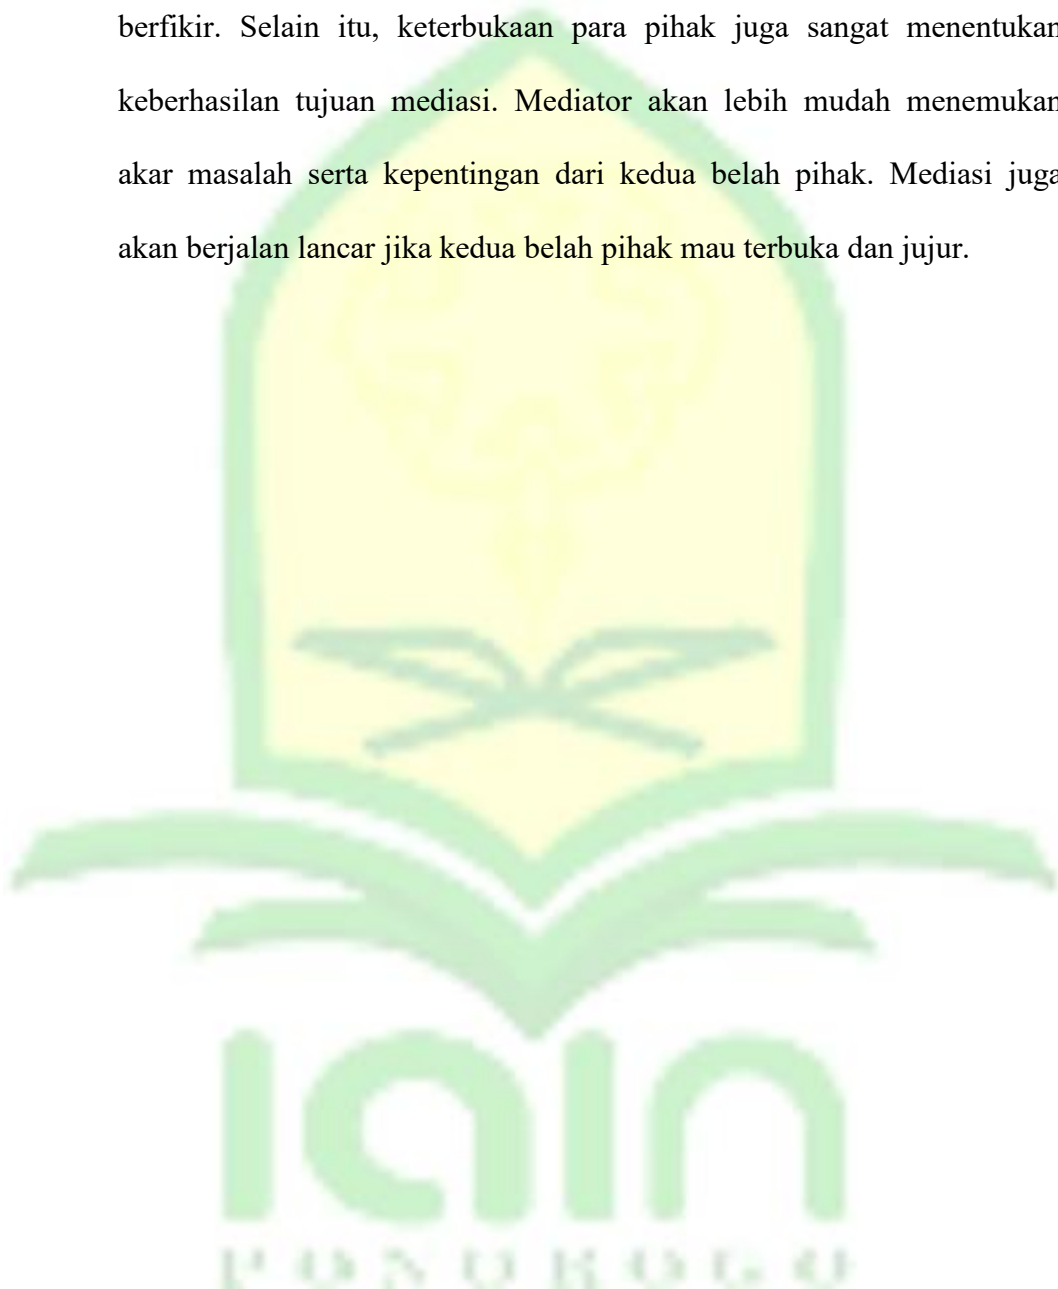 berfikir. Selain itu, keterbukaan para pihak juga sangat menentukan
keberhasilan tujuan mediasi. Mediator akan lebih mudah menemukan
akar masalah serta kepentingan dari kedua belah pihak. Mediasi juga
akan berjalan lancar jika kedua belah pihak mau terbuka dan jujur.
iain
PONOROGO